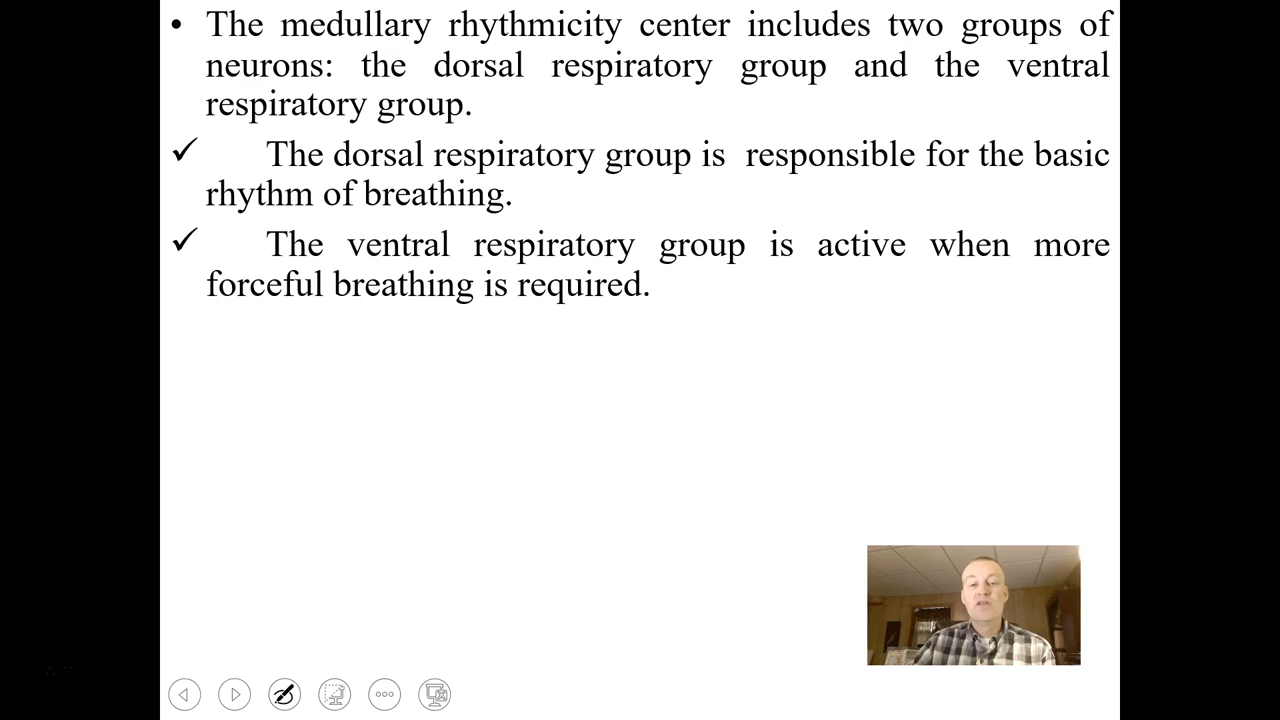 • The medullary rhythmicity center includes two groups of
neurons: the dorsal respiratory group and the ventral
respiratory group.
✓ The dorsal respiratory group is responsible for the basic
rhythm of breathing.
✓ The ventral respiratory group is active when more
forceful breathing is required.